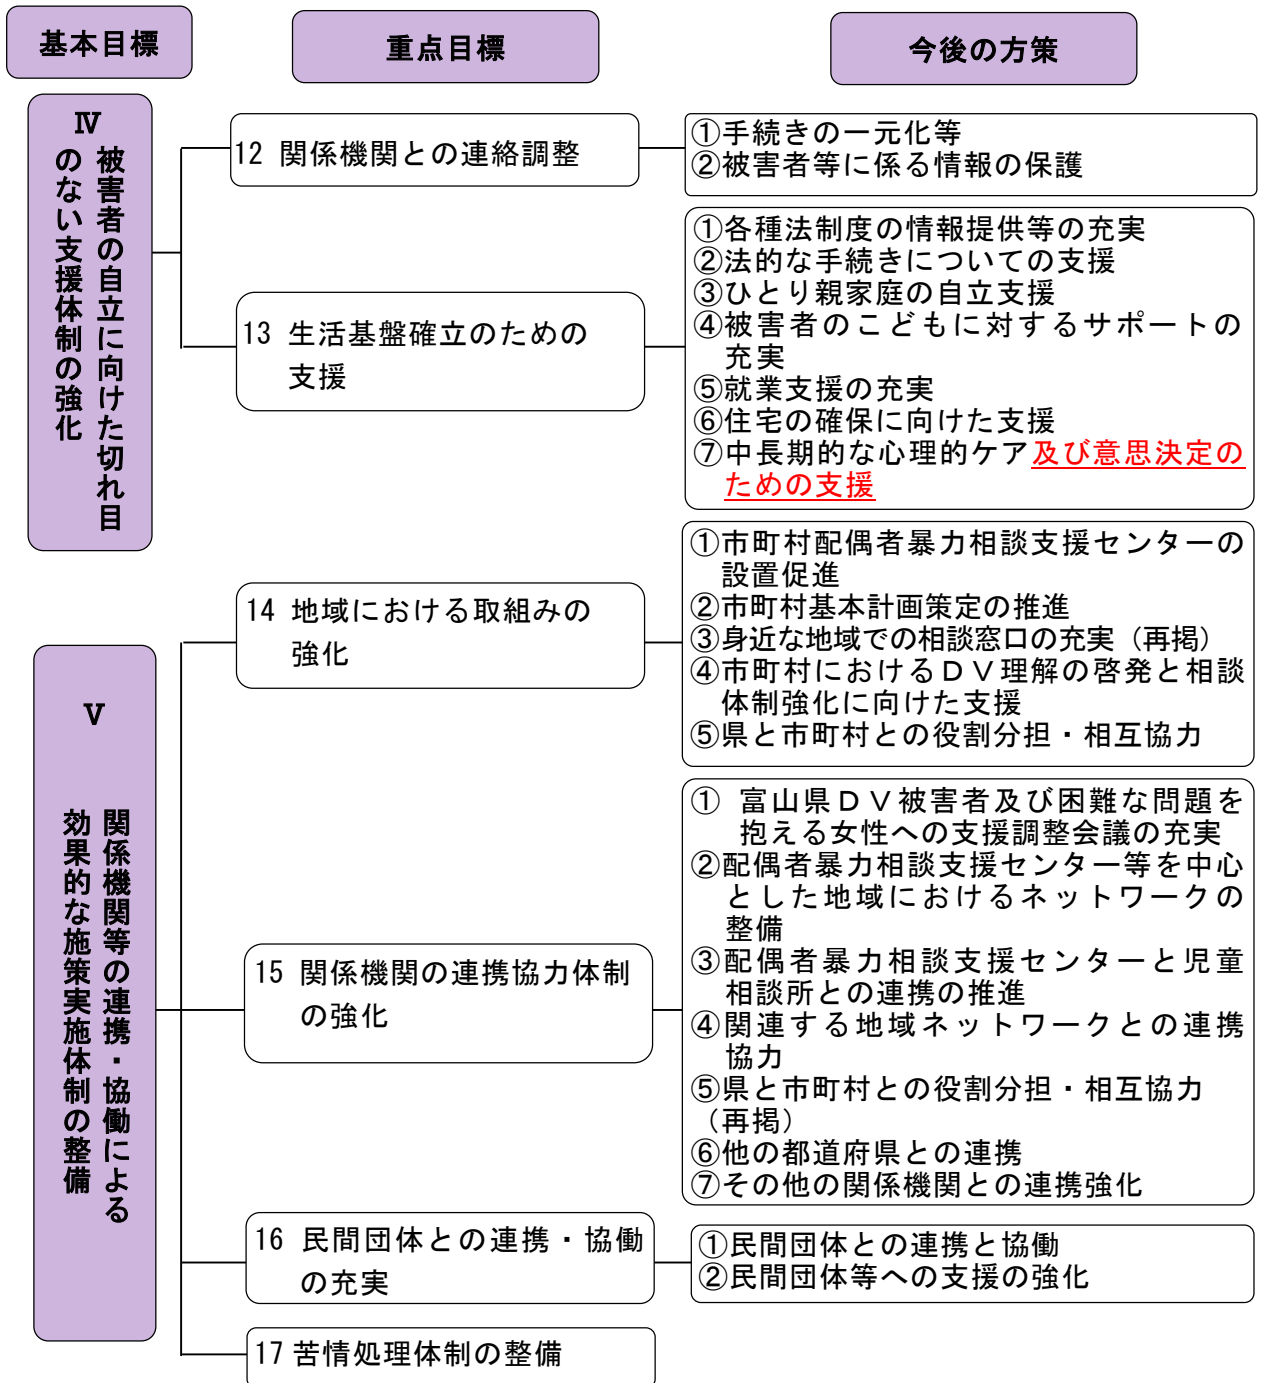 基本目標
重点目標
今後の方策
Ⅳ
被害者の自立に向けた切れ目
のない支援体制の強化
12 関係機関との連絡調整
①手続きの一元化等
②被害者等に係る情報の保護
13 生活基盤確立のための
支援
①各種法制度の情報提供等の充実
②法的な手続きについての支援
③ひとり親家庭の自立支援
④被害者のこどもに対するサポートの
充実
⑤就業支援の充実
⑥住宅の確保に向けた支援
⑦中長期的な心理的ケア及び意思決定の
ための支援
Ⅴ
関係機関等の連携・協働による
効果的な施策実施体制の整備
14 地域における取組みの
強化
①市町村配偶者暴力相談支援センターの
設置促進
②市町村基本計画策定の推進
③身近な地域での相談窓口の充実（再掲）
④市町村におけるＤＶ理解の啓発と相談
体制強化に向けた支援
⑤県と市町村との役割分担・相互協力
15 関係機関の連携協力体制
の強化
① 富山県ＤＶ被害者及び困難な問題を
抱える女性への支援調整会議の充実
②配偶者暴力相談支援センター等を中心
とした地域におけるネットワークの
整備
③配偶者暴力相談支援センターと児童
相談所との連携の推進
④関連する地域ネットワークとの連携
協力
⑤県と市町村との役割分担・相互協力
（再掲）
⑥他の都道府県との連携
⑦その他の関係機関との連携強化
16 民間団体との連携・協働
の充実
①民間団体との連携と協働
②民間団体等への支援の強化
17 苦情処理体制の整備